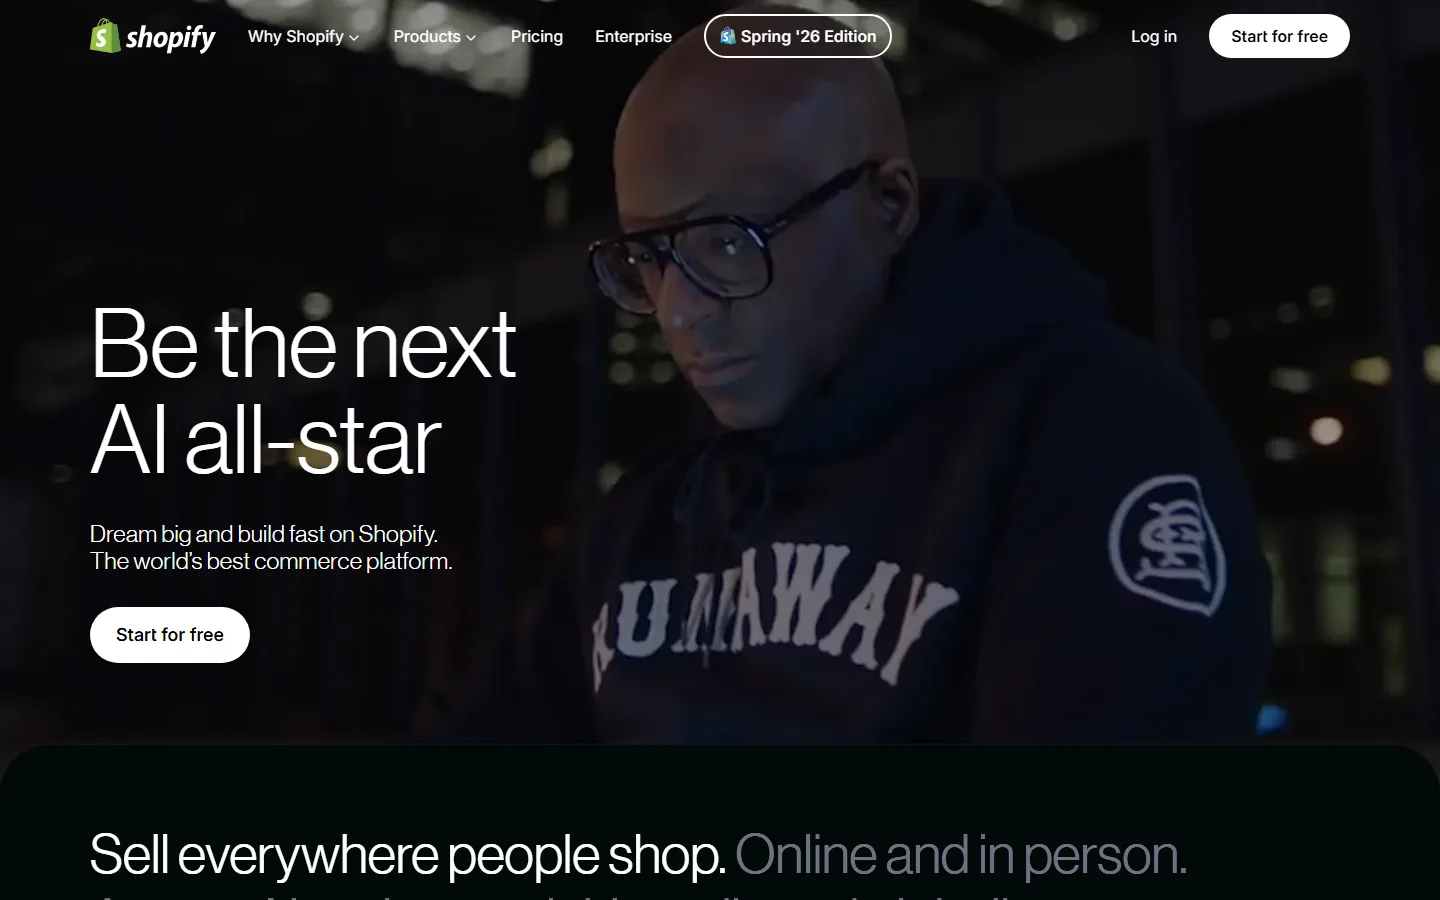 shopify
Why Shopify
Products
Pricing
Enterprise
Spring '26 Edition
Log in
Start for free
Be the next
AI all-star
Dream big and build fast on Shopify.
The world's best commerce platform.
Start for free
RUNAWAY
Sell everywhere people shop. Online and in person.